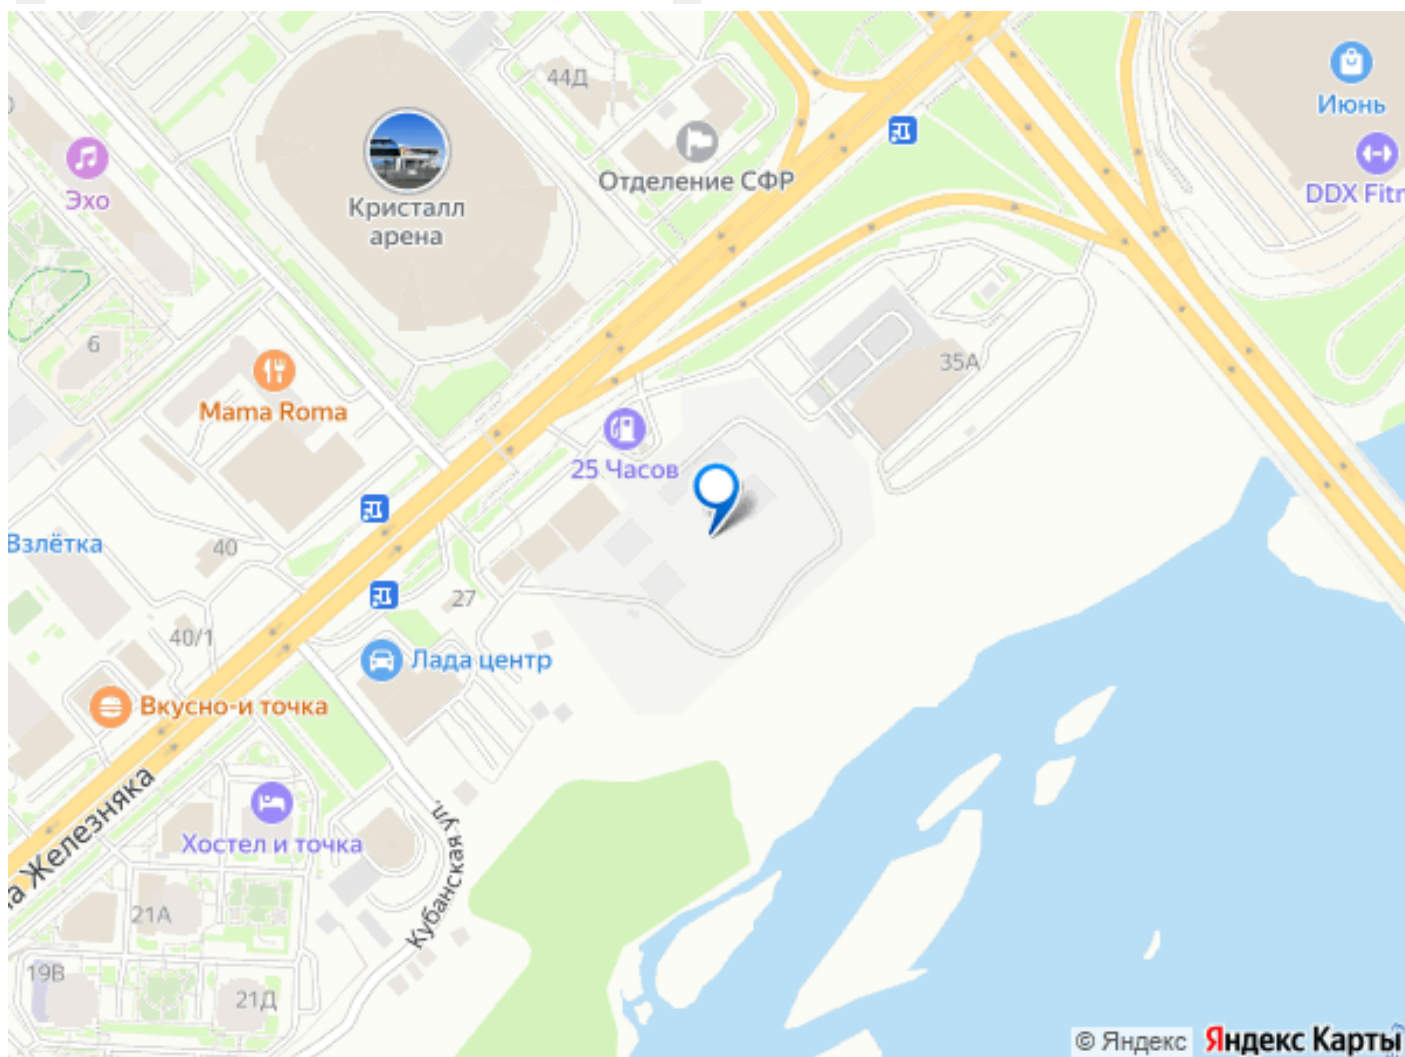 44Д
Июнь
Эхо
Отделение СФР
DDX Fitn
Кристалл
арена
6
35А
Mama Roma
25 Часов
Взлётка
40
27
40/1
Лада центр
Вкусно-и точка
а Железняка
Хостел и точка
Кубанская ул.
21А
19В
21Д
© Яндекс Яндекс Карты